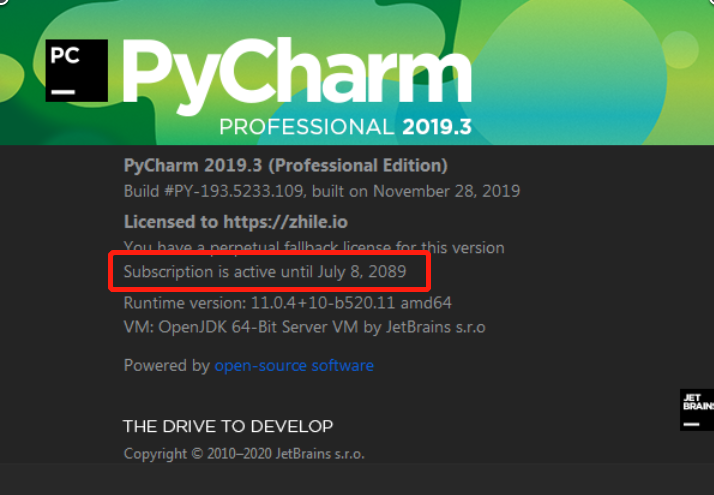 PC
PyCharm
PROFESSIONAL 2019.3
PyCharm 2019.3 (Professional Edition)
Build #PY-193.5233.109, built on November 28, 2019
Licensed to https://zhile.io
You have a perpetual fallback license for this version
Subscription is active until July 8, 2089
Runtime version: 11.0.4+10-b520.11 amd64
VM: OpenJDK 64-Bit Server VM by JetBrains s.r.o
Powered by open-source software
JET
BRAINS
THE DRIVE TO DEVELOP
Copyright © 2010–2020 JetBrains s.r.o.